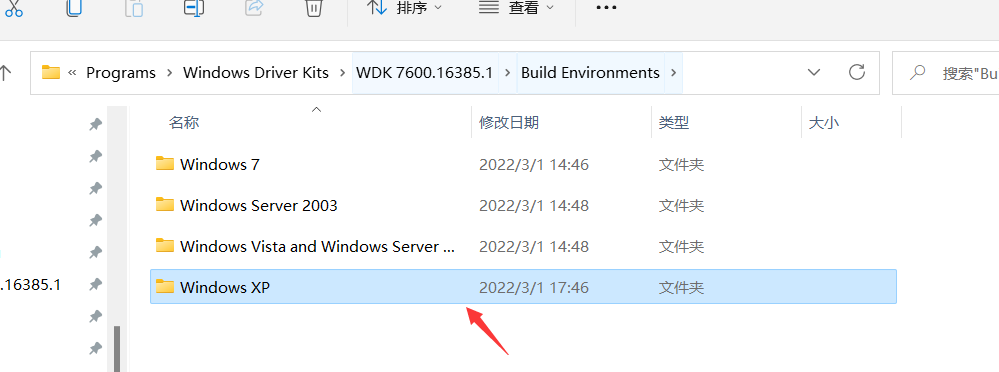 排序 查看 •••
« Programs > Windows Driver Kits > WDK 7600.16385.1 > Build Environments > 搜索"Bu
名称 修改日期 类型 大小
Windows 7 2022/3/1 14:46 文件夹
Windows Server 2003 2022/3/1 14:48 文件夹
Windows Vista and Windows Server ... 2022/3/1 14:48 文件夹
.16385.1 Windows XP 2022/3/1 17:46 文件夹